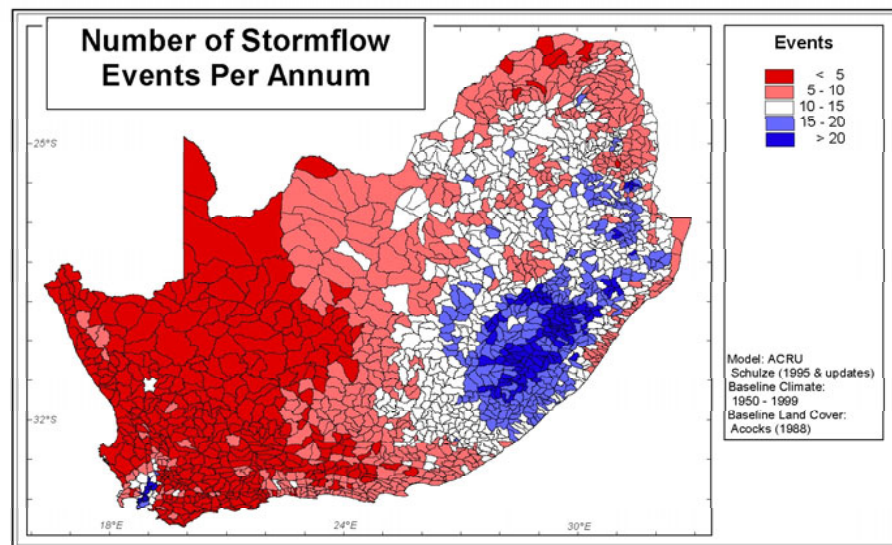 Number of Stormflow
Events Per Annum
Events
< 5
5 - 10
10 - 15
15 - 20
> 20
25°S
32°S
18°E
24°E
30°E
Model: ACRU
Schulze (1995 & updates)
Baseline Climate:
1950 - 1999
Baseline Land Cover:
Acocks (1988)